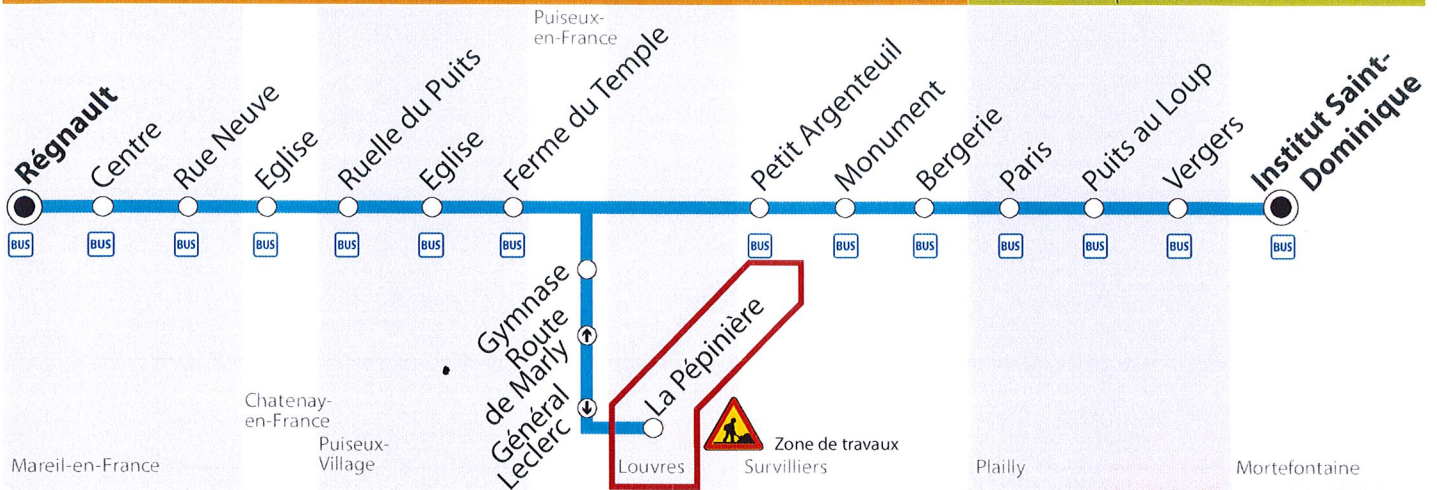 Puiseux-
en-France
Régnault
Centre
Rue Neuve
Eglise
Ruelle du Puits
Eglise
Ferme du Temple
Petit Argenteuil
Monument
Bergerie
Paris
Puits au Loup
Vergers
Institut Saint-
Dominique
BUS
BUS
BUS
BUS
BUS
BUS
BUS
BUS
BUS
BUS
BUS
BUS
BUS
BUS
Gymnase
Route
de Marly
Général
Leclerc
La Pépinière
Zone de travaux
Mareil-en-France
Chatenay-
en-France
Puiseux-
Village
Louvres
Survilliers
Plailly
Mortefontaine